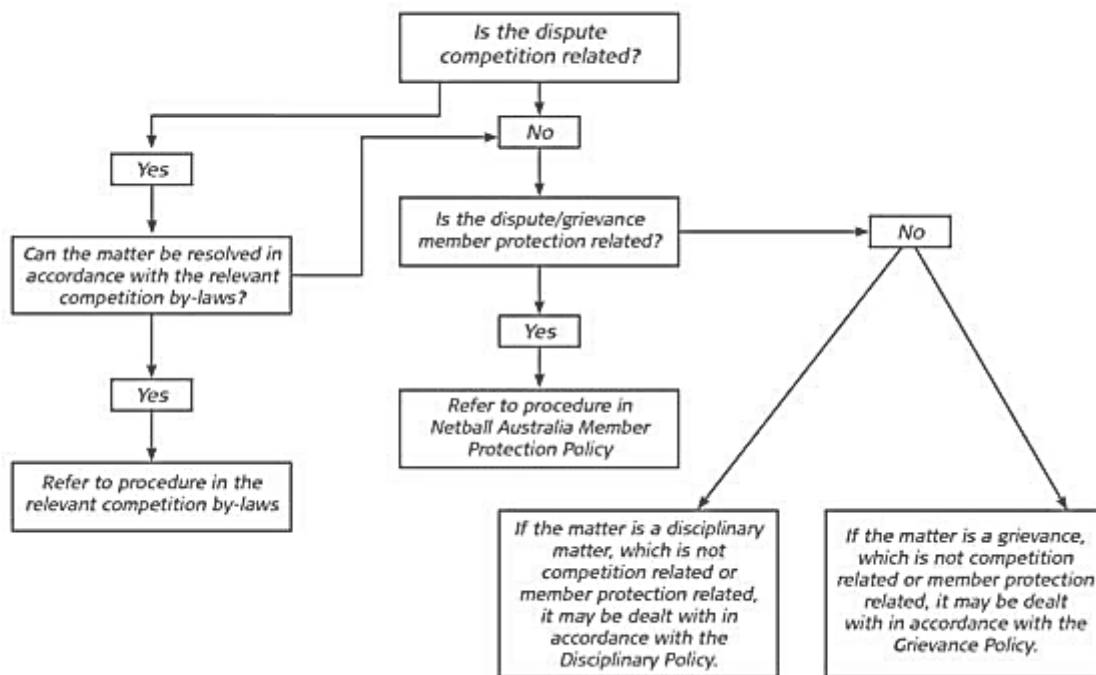 Is the dispute
competition related?
No
Yes
Is the dispute/grievance
member protection related?
No
Can the matter be resolved in
accordance with the relevant
competition by-laws?
Yes
Yes
Refer to procedure in
Netball Australia Member
Protection Policy
Refer to procedure in the
relevant competition by-laws
If the matter is a disciplinary
matter, which is not
competition related or
member protection related,
it may be dealt with in
accordance with the
Disciplinary Policy.
If the matter is a grievance,
which is not competition
related or member protection
related, it may be dealt
with in accordance with the
Grievance Policy.